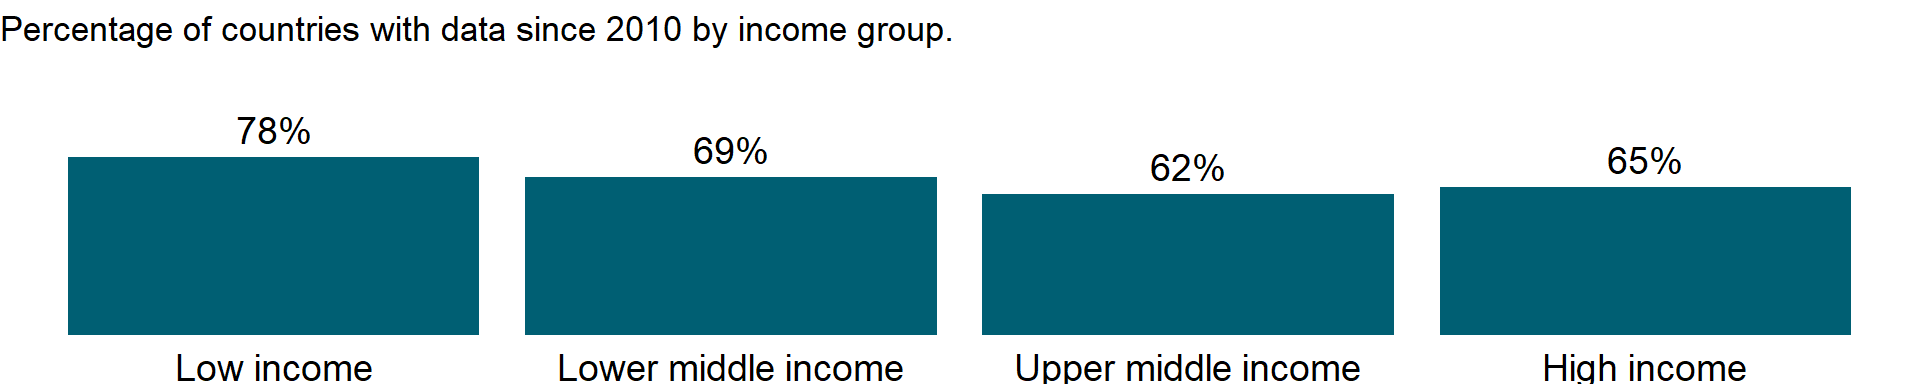 Percentage of countries with data since 2010 by income group.
78%
69%
62%
65%
Low income
Lower middle income
Upper middle income
High income